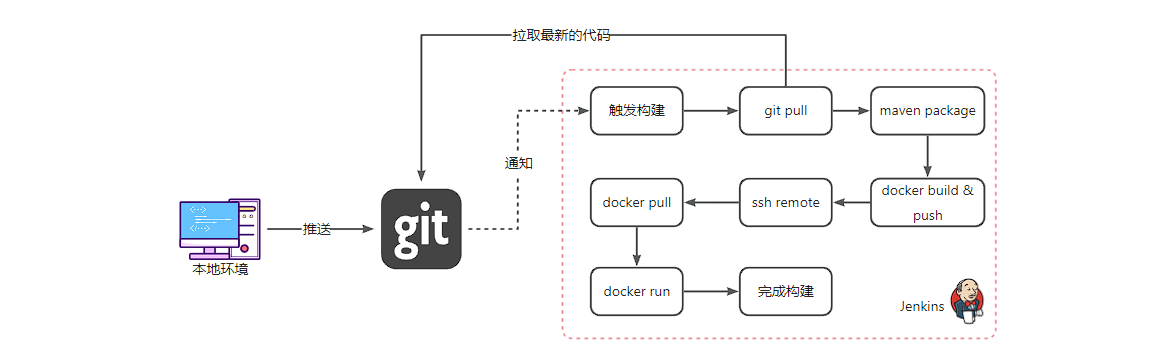 拉取最新的代码
触发构建
git pull
maven package
通知
docker pull
ssh remote
docker build &
push
git
推送
本地环境
docker run
完成构建
Jenkins